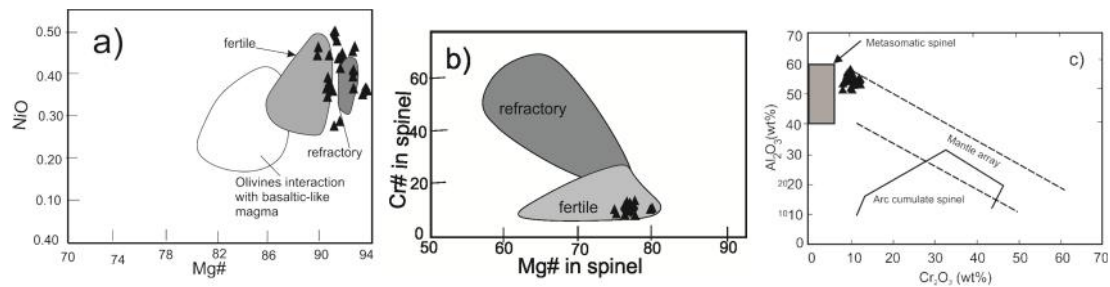 a)
0.50
0.40
0.30
0.20
0.10
0.40
NiO
fertile
refractory
Olivines interaction
with basaltic-like
magma
70
74
78
82
86
90
94
Mg#
b)
60
40
20
0
Cr# in spinel
refractory
fertile
50
60
70
80
90
Mg# in spinel
c)
70
60
50
40
30
20
10
0
Al2O3(wt%)
Metasomatic spinel
Mantle array
Arc cumulate spinel
0
10
20
30
40
50
60
70
Cr2O3 (wt%)